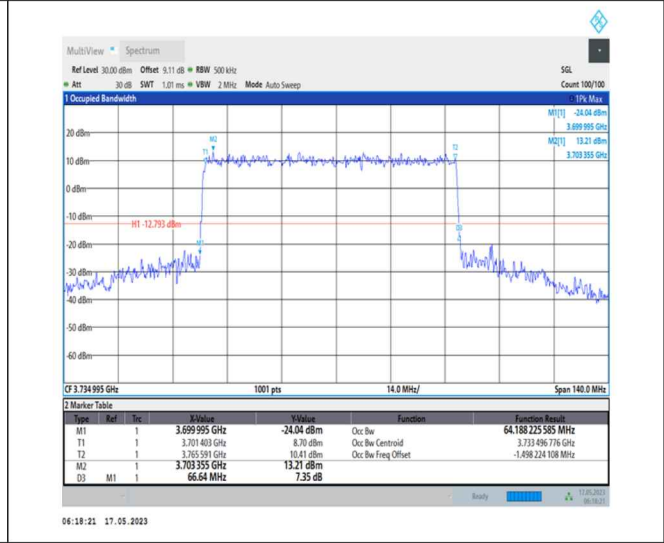 MultiView Spectrum
Ref Level 30.00 dBm Offset 9.11 dB RBW 500 kHz SGL
Att 30 dB SWT 1.01 ms VBW 2 MHz Mode Auto Sweep Count 100/100
1 Occupied Bandwidth 1Pk Max
M1[1] -24.04 dBm
3.699 995 GHz
M2[1] 13.21 dBm
3.703 355 GHz
20 dBm
M2
T1
T2
10 dBm
0 dBm
-10 dBm
H1 -12.793 dBm
D3
-20 dBm
M1
-30 dBm
-40 dBm
-50 dBm
-60 dBm
CF 3.734 995 GHz 1001 pts 14.0 MHz/ Span 140.0 MHz
2 Marker Table
Type Ref Trc X-Value Y-Value Function Function Result
M1 1 3.699 995 GHz -24.04 dBm Occ Bw 64.188 225 585 MHz
T1 1 3.701 403 GHz 8.70 dBm Occ Bw Centroid 3.733 496 776 GHz
T2 1 3.765 591 GHz 10.41 dBm Occ Bw Freq Offset -1.498 224 108 MHz
M2 1 3.703 355 GHz 13.21 dBm
D3 M1 1 66.64 MHz 7.35 dB
Ready 17.05.2023
06:18:21
06:18:21 17.05.2023